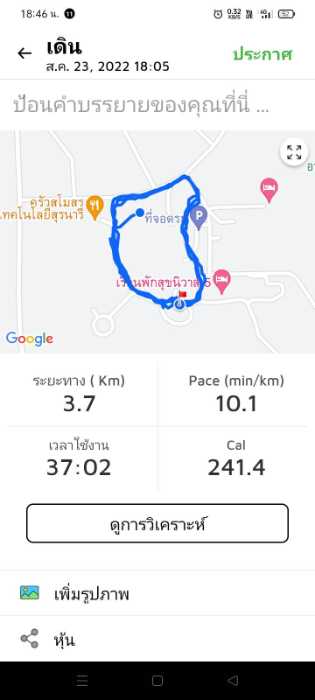 18:46 น. 11 0.32 KB/S 4G 52
เดิน
ส.ค. 23, 2022 18:05
ประกาศ
ป้อนคำบรรยายของคุณที่นี่ ...
ครัวสโมสร
เทคโนโลยีสุรนารี
ที่จอดร
P
เรือนพักสุขนิวาส 5
Google
ระยะทาง ( Km)
3.7
Pace (min/km)
10.1
เวลาใช้งาน
37:02
Cal
241.4
ดูการวิเคราะห์
เพิ่มรูปภาพ
หุ้น